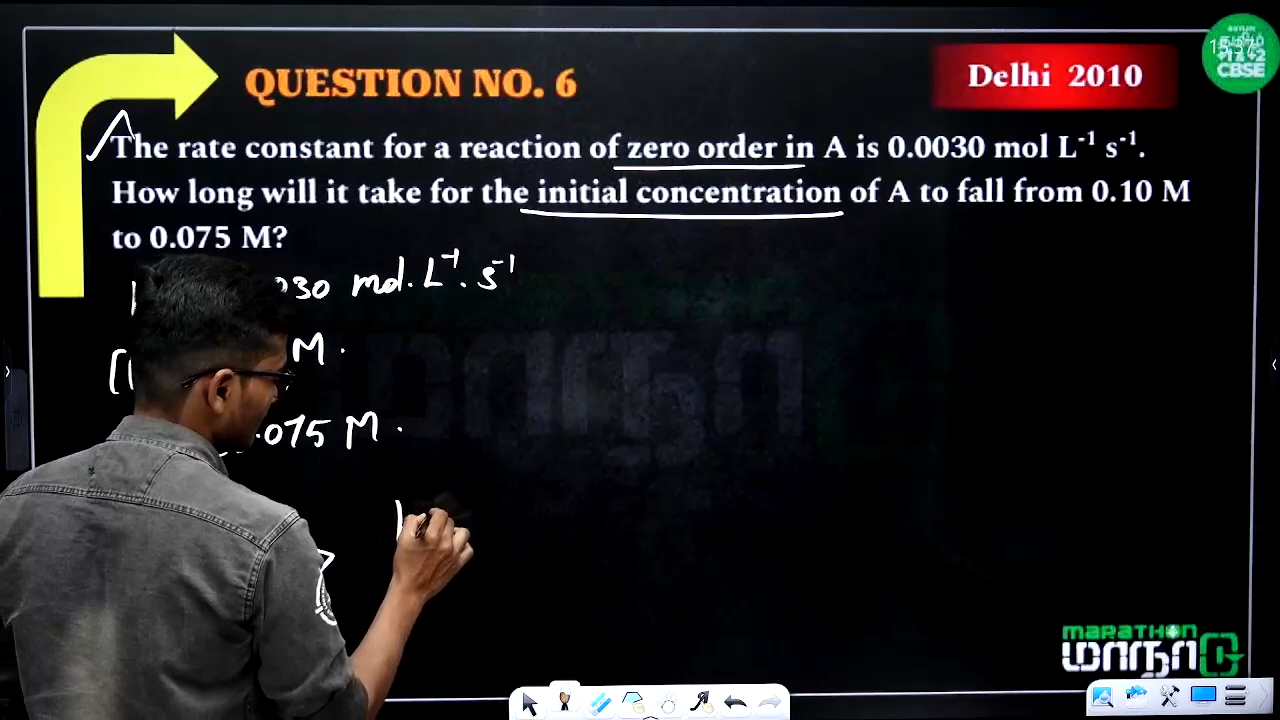 QUESTION NO. 6
Delhi 2010
15:37
CBSE
The rate constant for a reaction of zero order in A is 0.0030 mol L⁻¹ s⁻¹.
How long will it take for the initial concentration of A to fall from 0.10 M
to 0.075 M?
030 mol. L⁻¹. s⁻¹
M.
.075 M.
MARATHON
மாநா